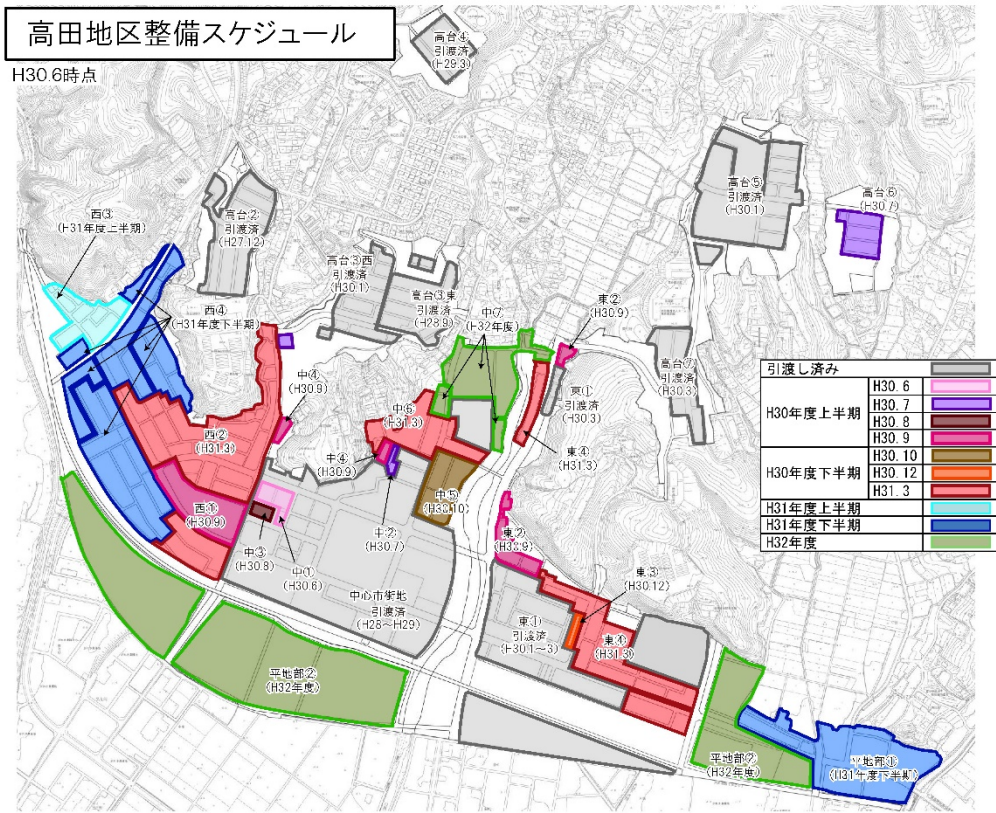 高田地区整備スケジュール
H30.6時点
高台④
引渡済
(H29.3)
高台⑤
引渡済
(H30.1)
高台⑥
(H30.7)
西③
(H31年度上半期)
高台②
引渡済
(H27.12)
高台③西
引渡済
(H30.1)
高台③東
引渡済
(H28.9)
西④
(H31年度下半期)
中⑦
(H32年度)
東②
(H30.9)
高台⑦
引渡済
(H30.3)
中④
(H30.9)
中⑥
(H31.3)
東①
引渡済
(H30.3)
西②
(H31.3)
中④
(H30.9)
東④
(H31.3)
西①
(H30.9)
中⑤
(H30.10)
中②
(H30.7)
東②
(H30.9)
中③
(H30.8)
中①
(H30.6)
東③
(H30.12)
中心市街地
引渡済
(H28~H29)
東①
引渡済
(H30.1~3)
東④
(H31.3)
平地部②
(H32年度)
平地部②
(H32年度)
平地部①
(H31年度下半期)
引渡し済み
H30年度上半期
H30. 6
H30. 7
H30. 8
H30. 9
H30年度下半期
H30. 10
H30. 12
H31. 3
H31年度上半期
H31年度下半期
H32年度